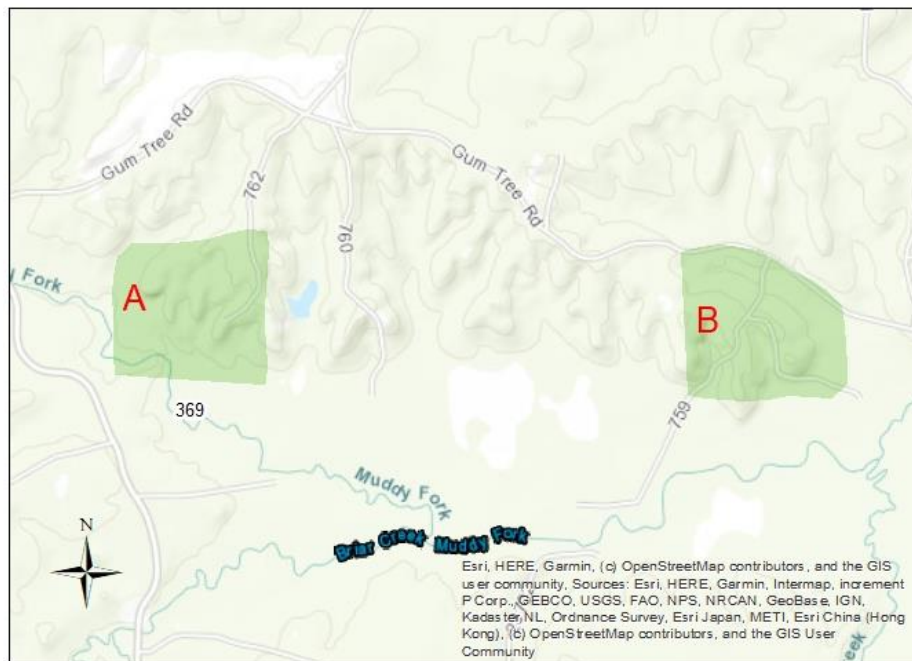 Gum Tree Rd
Gum Tree Rd
762
760
Fork
A
B
369
759
Muddy Fork
N
Briar Creek Muddy Fork
Esri, HERE, Garmin, (c) OpenStreetMap contributors, and the GIS
user community, Sources: Esri, HERE, Garmin, Intermap, increment
P Corp., GEBCO, USGS, FAO, NPS, NRCAN, GeoBase, IGN,
Kadaster NL, Ordnance Survey, Esri Japan, METI, Esri China (Hong
Kong), (c) OpenStreetMap contributors, and the GIS User
Community